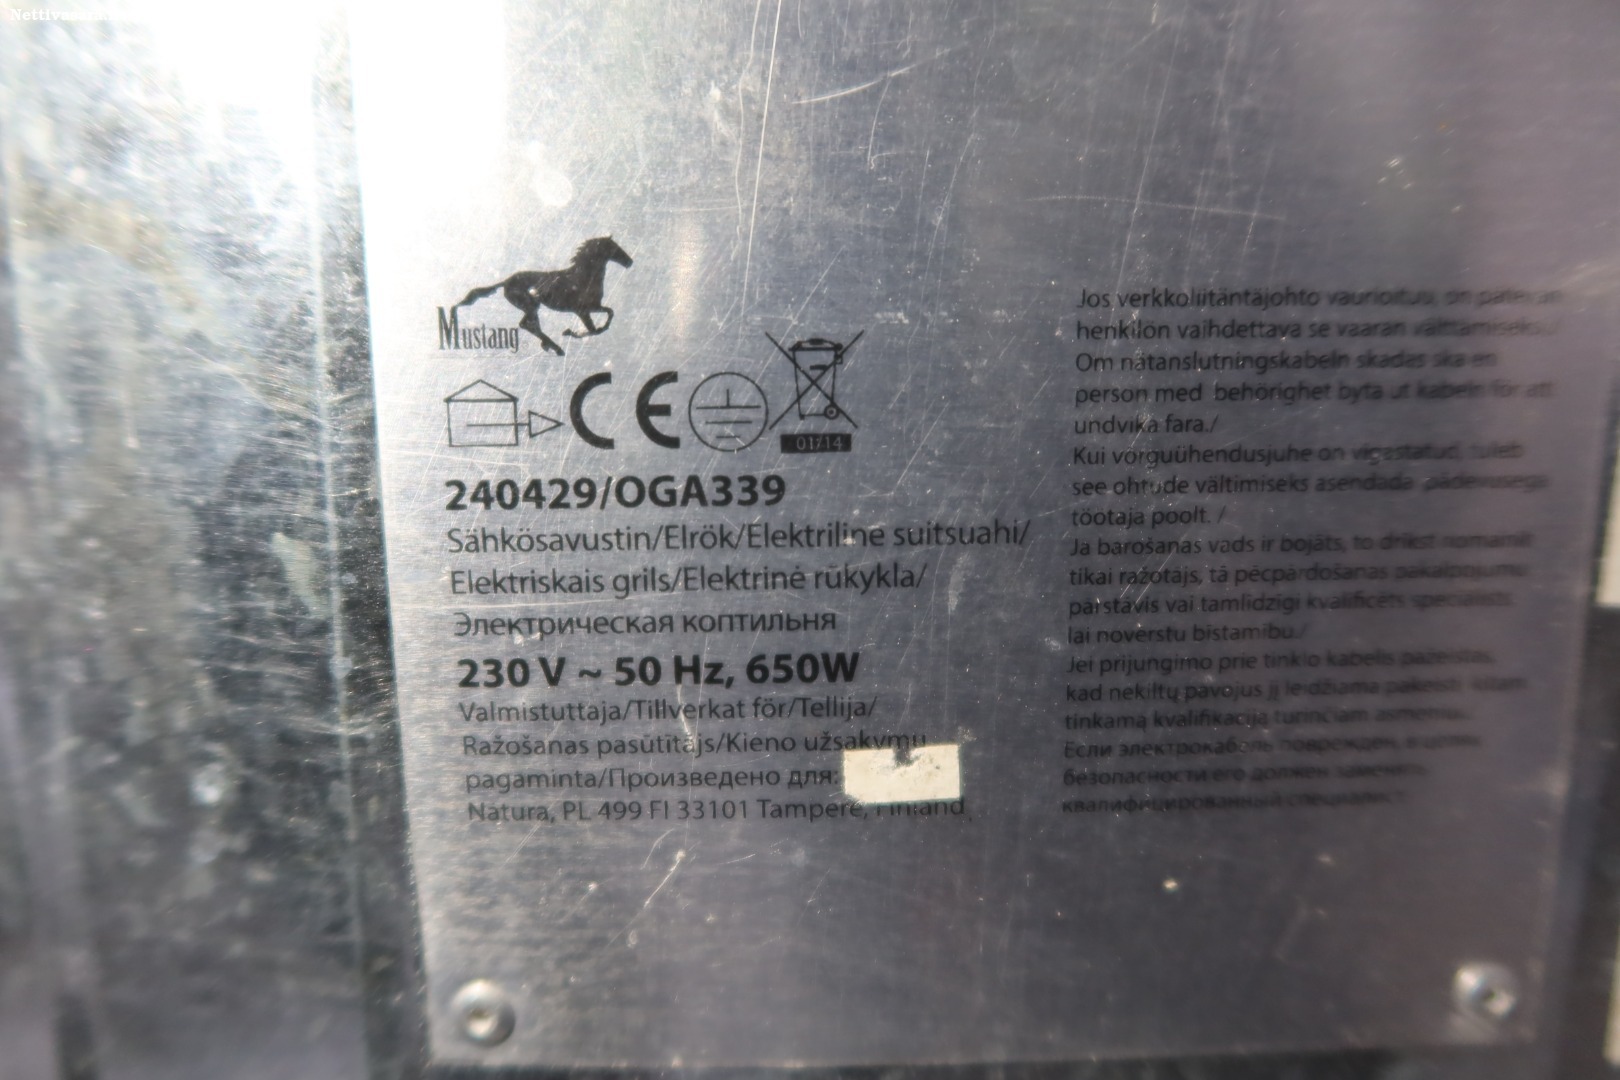 Mustang
CE
01/14
240429/OGA339
Sähkösavustin/Elrök/Elektriline suitsuahi/
Elektriskais grils/Elektrinė rūkykla/
Электрическая коптильня
230 V ~ 50 Hz, 650W
Valmistuttaja/Tillverkat för/Tellija/
Ražošanas pasūtītājs/Kieno užsakymu
pagaminta/Произведено для:
Natura, PL 499 FI 33101 Tampere, Finland
Jos verkkoliitäntäjohto vaurioituu, on pätevän
henkilön vaihdettava se vaaran välttämiseksi./
Om nätanslutningskabeln skadas ska en
person med behörighet byta ut kabeln för att
undvika fara./
Kui võrguühendusjuhe on vigastatud, tuleb
see ohtude vältimiseks asendada pädevusega
töötaja poolt. /
Ja barošanas vads ir bojāts, to drīkst nomainīt
tikai ražotājs, tā pēcpārdošanas pakalpojumu
pārstāvis vai tamlīdzīgi kvalificēts speciālists,
lai novērstu bīstamību./
Jei prijungimo prie tinklo kabelis pažeistas,
kad nekiltų pavojus jį leidžiama pakeisti kitam
tinkamą kvalifikaciją turinčiam asmeniui.
Если электрокабель поврежден, в целях
безопасности его должен заменить
квалифицированный специалист.